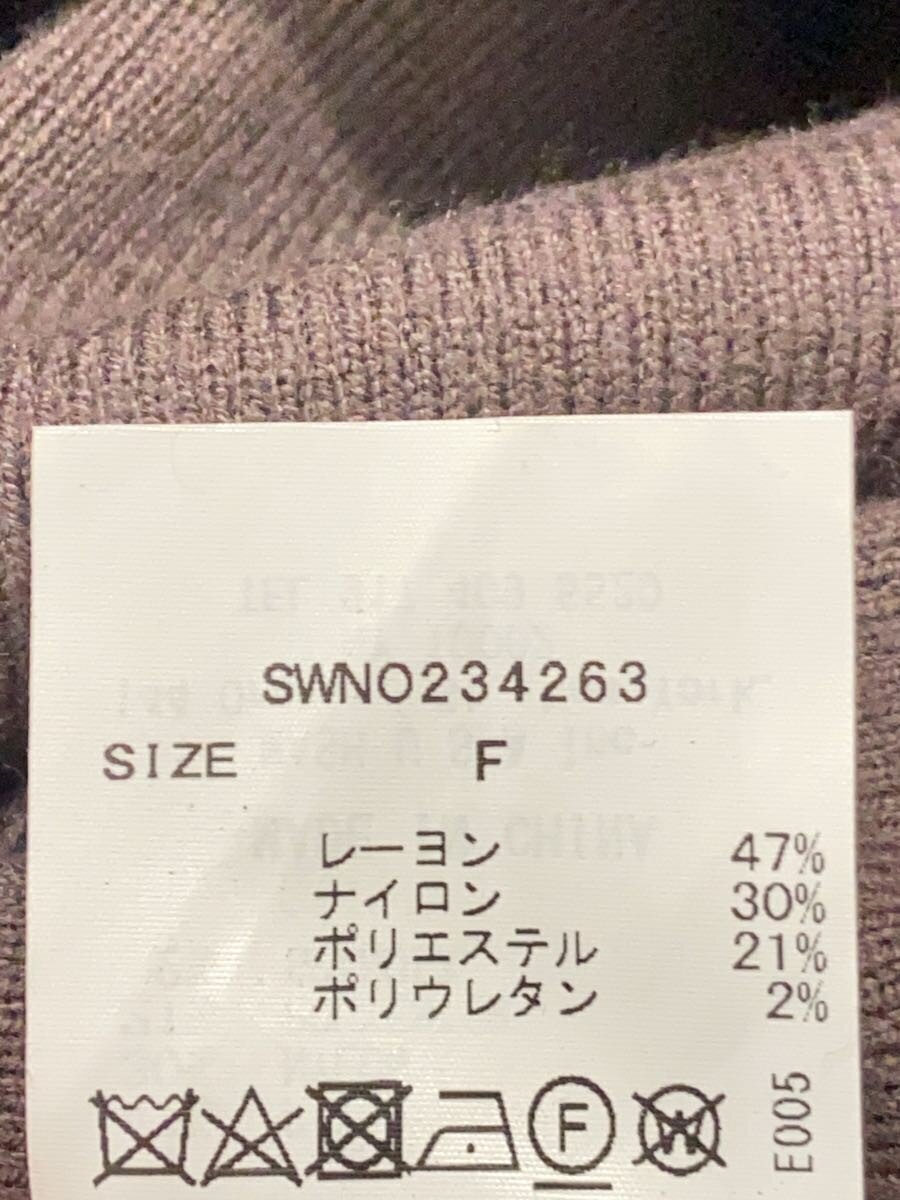 SWNO234263
SIZE F
レーヨン 47%
ナイロン 30%
ポリエステル 21%
ポリウレタン 2%
F W
E005